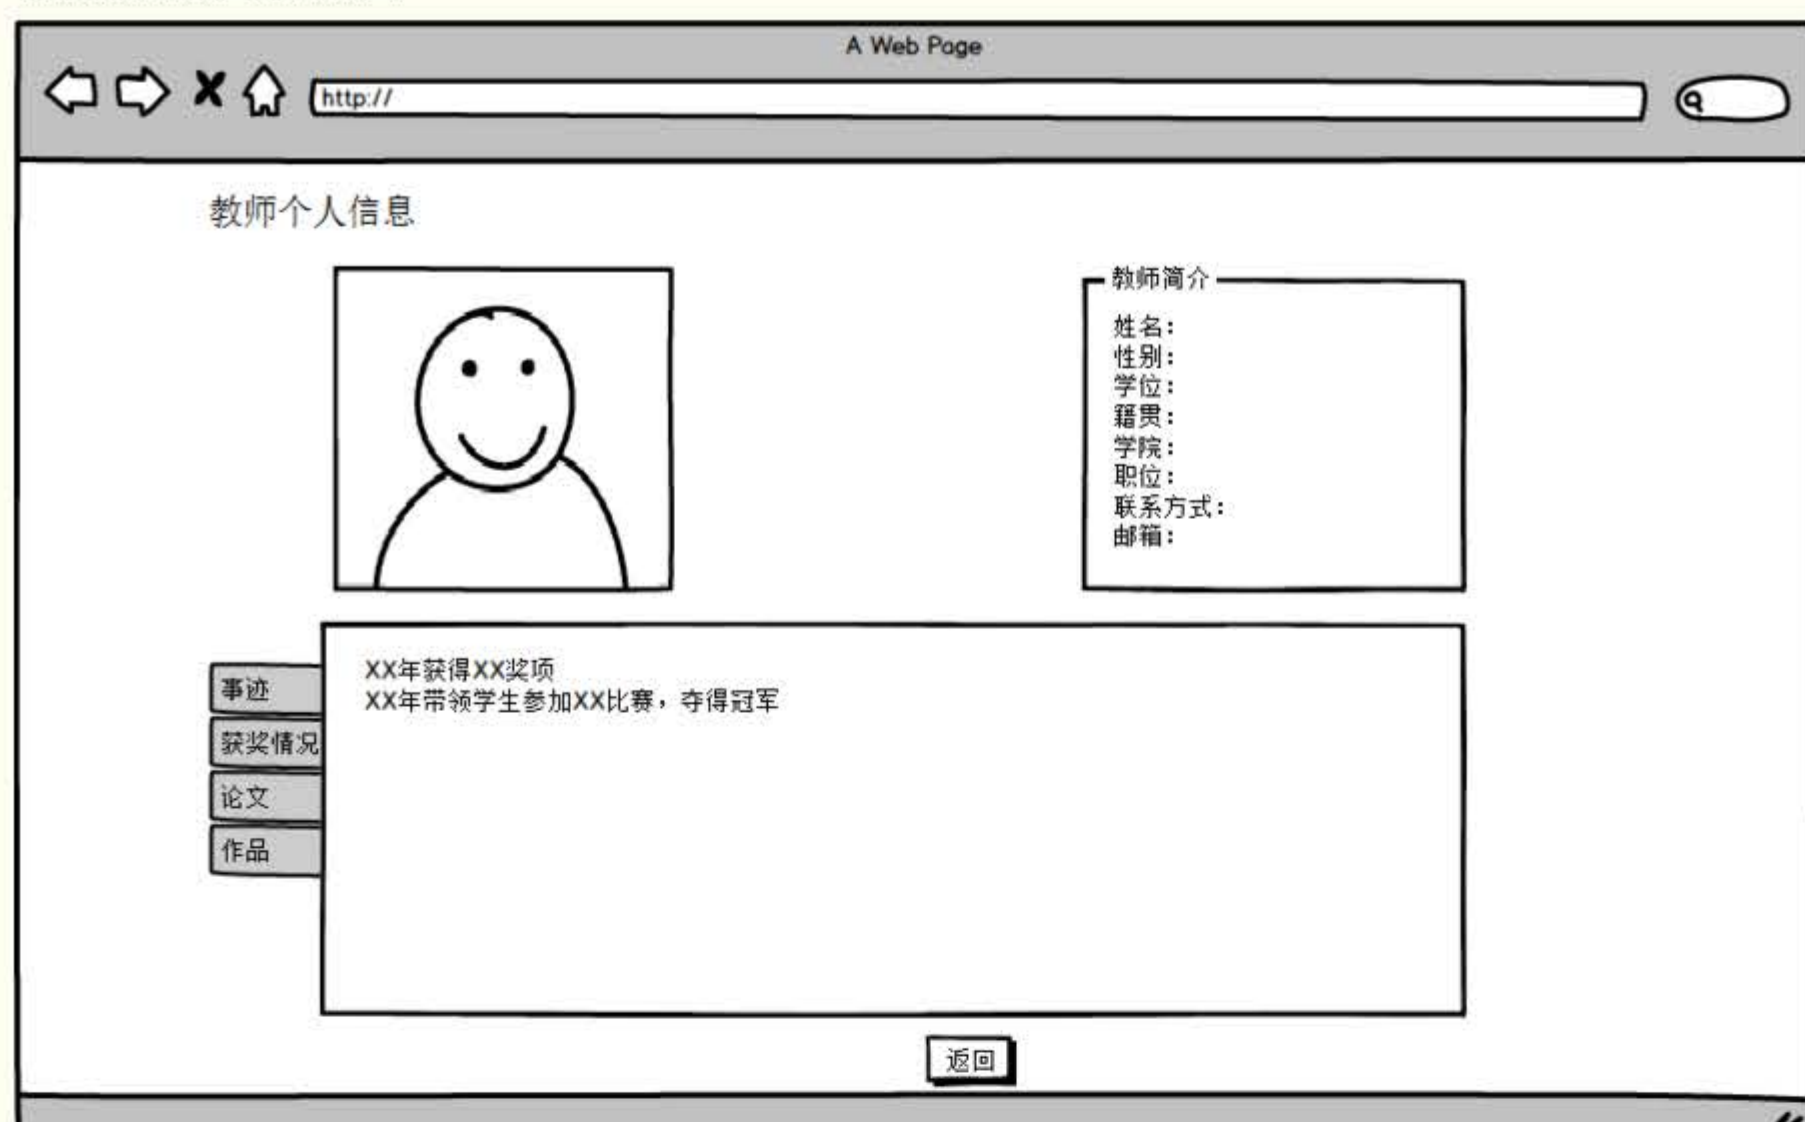 A Web Page
http://
教师个人信息
教师简介
姓名：
性别：
学位：
籍贯：
学院：
职位：
联系方式：
邮箱：
XX年获得XX奖项
XX年带领学生参加XX比赛，夺得冠军
事迹
获奖情况
论文
作品
返回